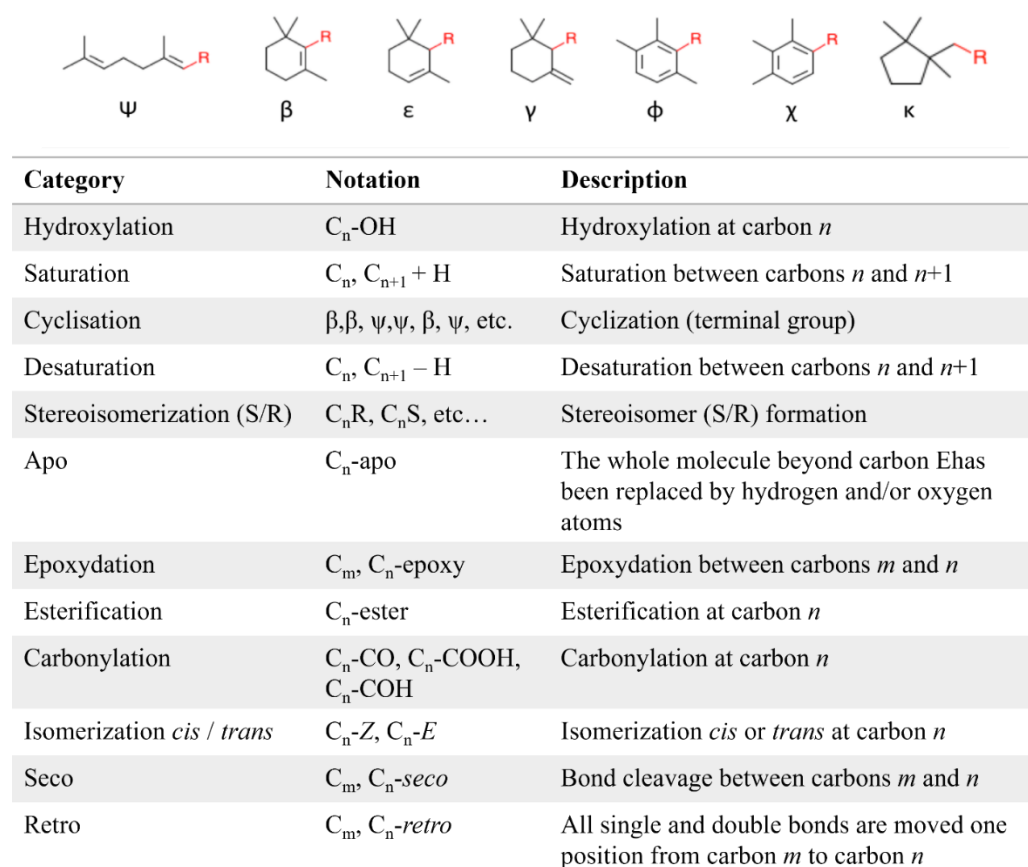 R R R R R R R
ψ β ε γ ϕ χ κ
Category Notation Description
Hydroxylation Cₙ-OH Hydroxylation at carbon n
Saturation Cₙ, Cₙ₊₁ + H Saturation between carbons n and n+1
Cyclisation β,β, ψ,ψ, β, ψ, etc. Cyclization (terminal group)
Desaturation Cₙ, Cₙ₊₁ – H Desaturation between carbons n and n+1
Stereoisomerization (S/R) CₙR, CₙS, etc… Stereoisomer (S/R) formation
Apo Cₙ-apo The whole molecule beyond carbon Ehas
been replaced by hydrogen and/or oxygen
atoms
Epoxydation Cₘ, Cₙ-epoxy Epoxydation between carbons m and n
Esterification Cₙ-ester Esterification at carbon n
Carbonylation Cₙ-CO, Cₙ-COOH, Carbonylation at carbon n
Cₙ-COH
Isomerization cis / trans Cₙ-Z, Cₙ-E Isomerization cis or trans at carbon n
Seco Cₘ, Cₙ-seco Bond cleavage between carbons m and n
Retro Cₘ, Cₙ-retro All single and double bonds are moved one
position from carbon m to carbon n